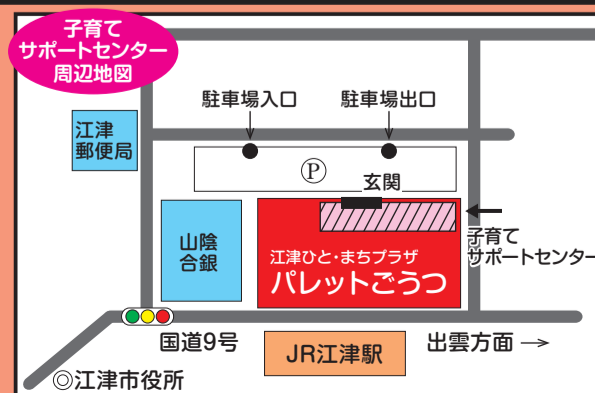 子育て
サポートセンター
周辺地図
駐車場入口
駐車場出口
江津
郵便局
Ⓟ
玄関
山陰
合銀
江津ひと・まちプラザ
パレットごうつ
子育て
サポートセンター
国道9号
JR江津駅
出雲方面→
◎江津市役所